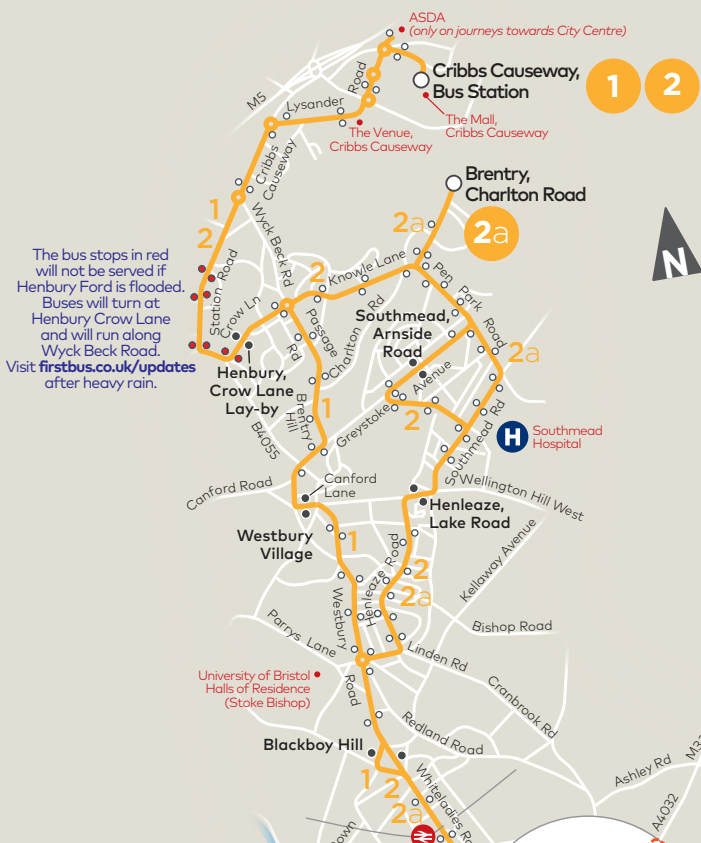 ASDA
(only on journeys towards City Centre)
Cribbs Causeway,
Bus Station
1
2
The Mall,
Cribbs Causeway
M5
Lysander
Road
The Venue,
Cribbs Causeway
Cribbs
Causeway
Brentry,
Charlton Road
2a
2a
1
2
Wyck Beck Rd
N
The bus stops in red
will not be served if
Henbury Ford is flooded.
Buses will turn at
Henbury Crow Lane
and will run along
Wyck Beck Road.
Visit firstbus.co.uk/updates
after heavy rain.
Station Road
Crow Ln
2
Knowle Lane
Pen
Park
Road
Passage
Rd
Charlton
Rd
Southmead,
Arnside
Road
2a
Henbury,
Crow Lane
Lay-by
Brentry
Hill
1
Greystoke
Avenue
2
B4055
Southmead Rd
H
Southmead
Hospital
Canford Road
Canford
Lane
Wellington Hill West
Henleaze,
Lake Road
Westbury
Village
1
Kellaway Avenue
Henleaze Road
2
2a
Westbury
Road
Parrys Lane
Bishop Road
Linden Rd
University of Bristol
Halls of Residence
(Stoke Bishop)
Cranbrook Rd
Redland Road
Blackboy Hill
1
2
2a
Whiteladies Ro
Ashley Rd
M3
A4032
own